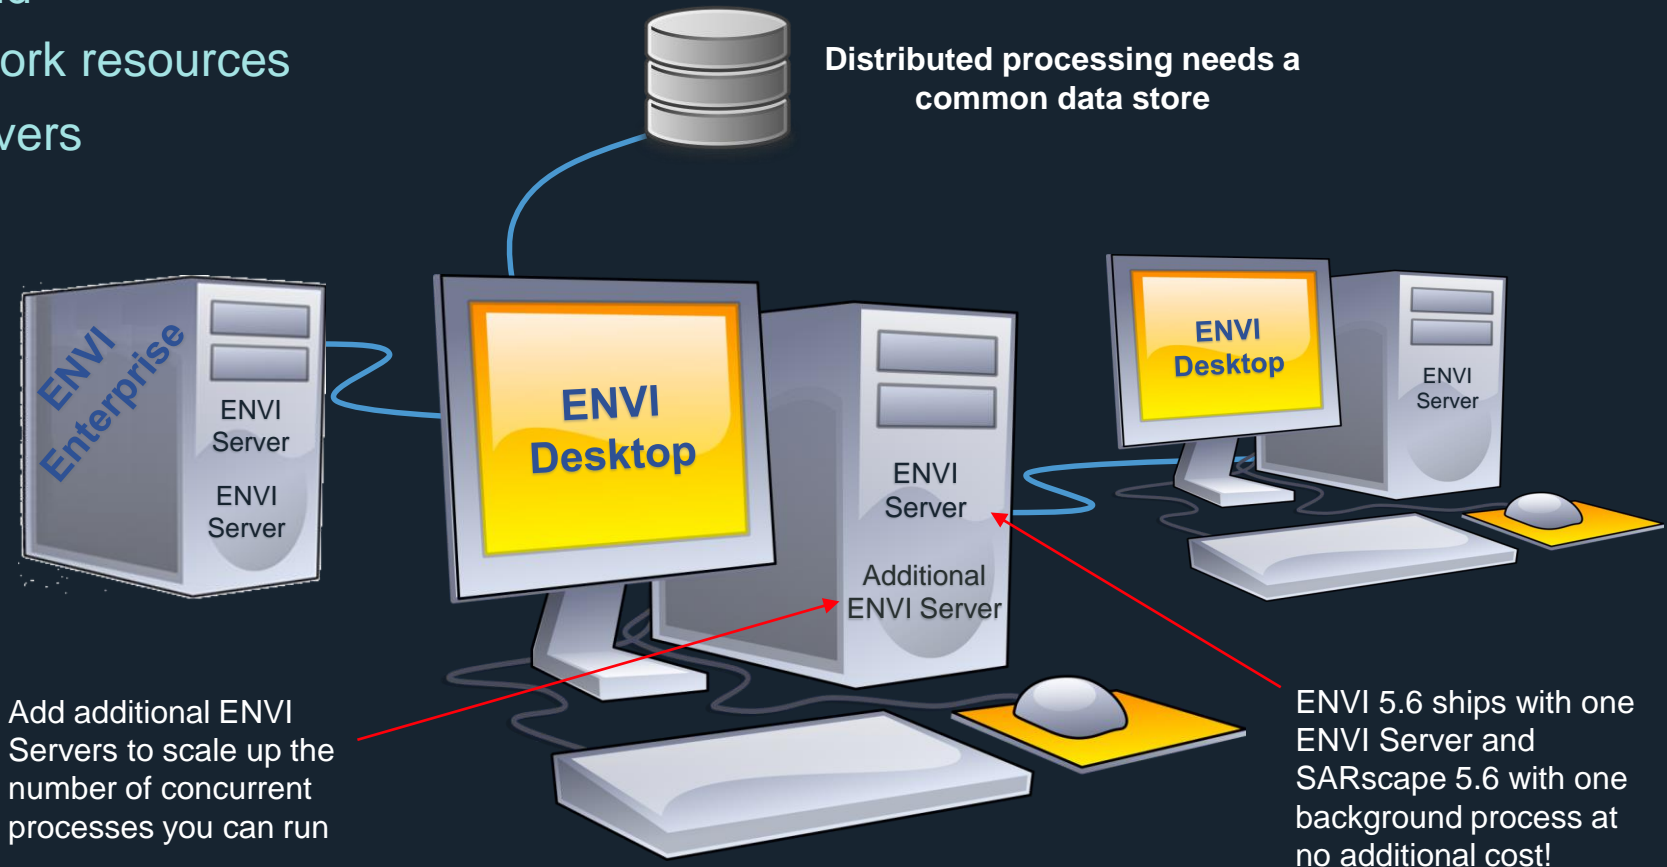 ork resources
vers
Distributed processing needs a
common data store
ENVI
Enterprise
ENVI
Server
ENVI
Server
ENVI
Desktop
ENVI
Server
Additional
ENVI Server
ENVI
Desktop
ENVI
Server
Add additional ENVI
Servers to scale up the
number of concurrent
processes you can run
ENVI 5.6 ships with one
ENVI Server and
SARscape 5.6 with one
background process at
no additional cost!